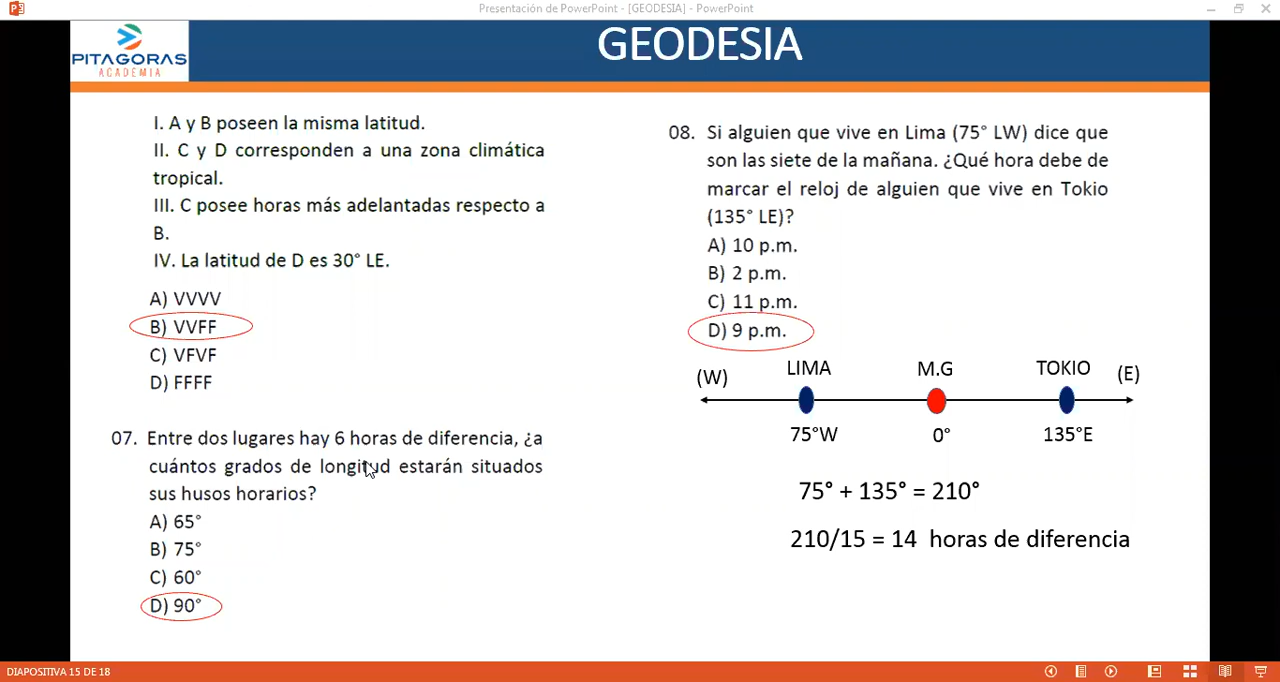 Presentación de PowerPoint - [GEODESIA] - PowerPoint
PITAGORAS
ACADEMIA
GEODESIA
I. A y B poseen la misma latitud.
II. C y D corresponden a una zona climática
tropical.
III. C posee horas más adelantadas respecto a
B.
IV. La latitud de D es 30° LE.
A) VVVV
B) VVFF
C) VFVF
D) FFFF
07. Entre dos lugares hay 6 horas de diferencia, ¿a
cuántos grados de longitud estarán situados
sus husos horarios?
A) 65°
B) 75°
C) 60°
D) 90°
08. Si alguien que vive en Lima (75° LW) dice que
son las siete de la mañana. ¿Qué hora debe de
marcar el reloj de alguien que vive en Tokio
(135° LE)?
A) 10 p.m.
B) 2 p.m.
C) 11 p.m.
D) 9 p.m.
(W) LIMA M.G TOKIO (E)
75°W 0° 135°E
75° + 135° = 210°
210/15 = 14 horas de diferencia
DIAPOSITIVA 15 DE 18